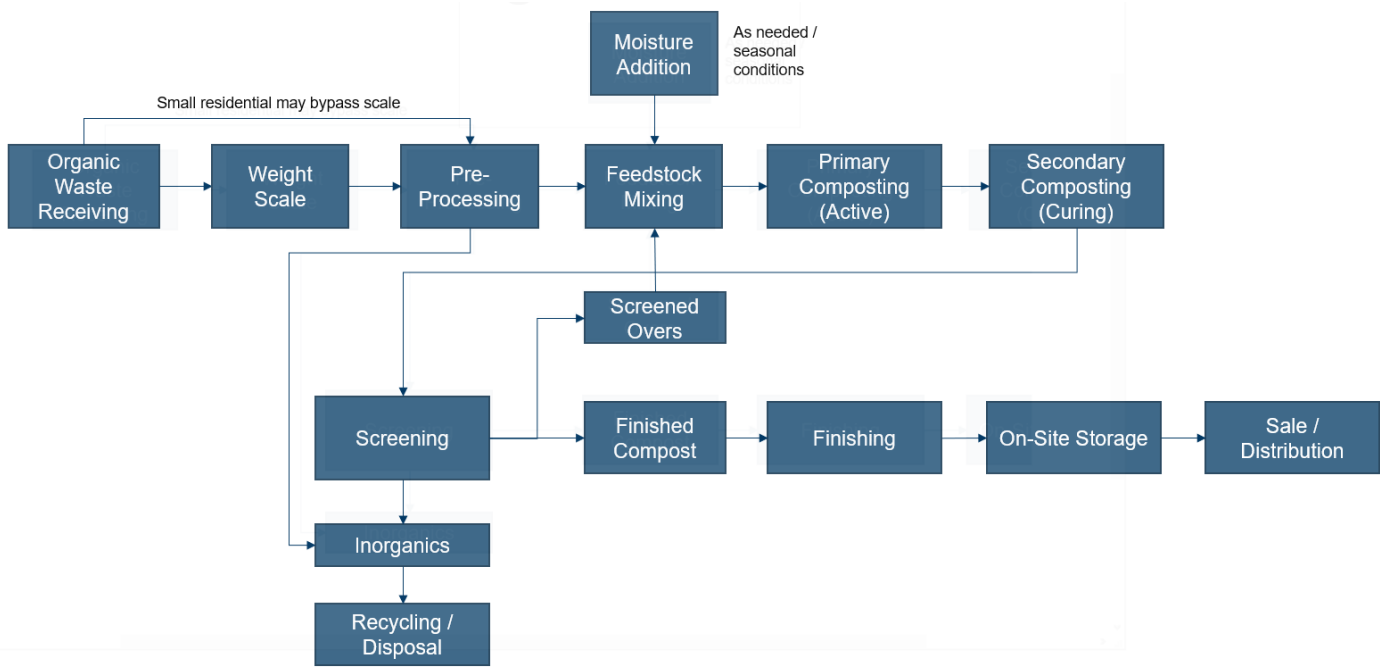 Moisture
Addition
As needed /
seasonal
conditions
Small residential may bypass scale
Organic
Waste
Receiving
Weight
Scale
Pre-
Processing
Feedstock
Mixing
Primary
Composting
(Active)
Secondary
Composting
(Curing)
Screened
Overs
Screening
Finished
Compost
Finishing
On-Site Storage
Sale /
Distribution
Inorganics
Recycling /
Disposal